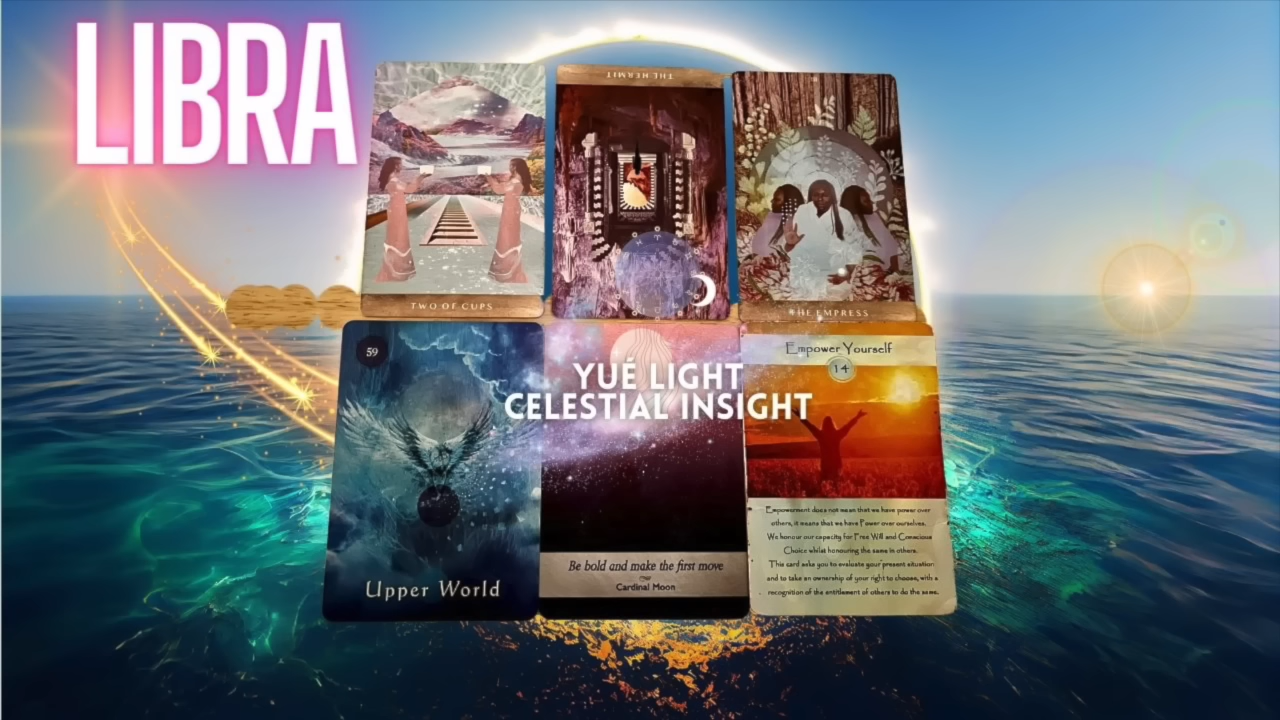 LIBRA
THE HERMIT
TWO OF CUPS
THE EMPRESS
59
Upper World
YUÉ LIGHT
CELESTIAL INSIGHT
Be bold and make the first move
Cardinal Moon
Empower Yourself
14
Empowerment does not mean that we have power over
others, it means that we have Power over ourselves.
We honour our capacity for Free Will and Conscious
Choice whilst honouring the same in others.
This card asks you to evaluate your present situation
and to take an ownership of your right to choose, with a
recognition of the entitlement of others to do the same.